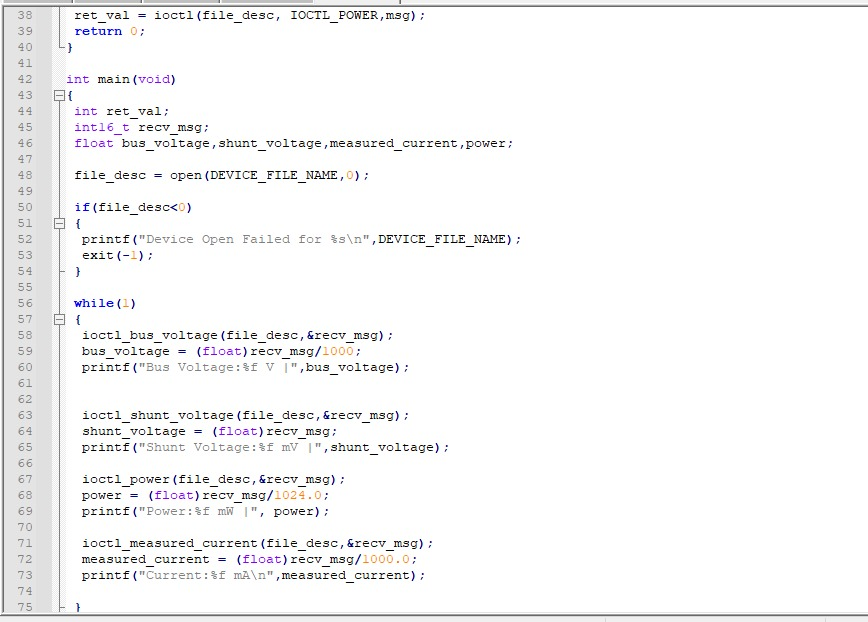 38 ret_val = ioctl(file_desc, IOCTL_POWER,msg);
39 return 0;
40 }
41
42 int main(void)
43 {
44 int ret_val;
45 int16_t recv_msg;
46 float bus_voltage,shunt_voltage,measured_current,power;
47
48 file_desc = open(DEVICE_FILE_NAME,0);
49
50 if(file_desc<0)
51 {
52 printf("Device Open Failed for %s\n",DEVICE_FILE_NAME);
53 exit(-1);
54 }
55
56 while(1)
57 {
58 ioctl_bus_voltage(file_desc,&recv_msg);
59 bus_voltage = (float)recv_msg/1000;
60 printf("Bus Voltage:%f V |",bus_voltage);
61
62
63 ioctl_shunt_voltage(file_desc,&recv_msg);
64 shunt_voltage = (float)recv_msg;
65 printf("Shunt Voltage:%f mV |",shunt_voltage);
66
67 ioctl_power(file_desc,&recv_msg);
68 power = (float)recv_msg/1024.0;
69 printf("Power:%f mW |", power);
70
71 ioctl_measured_current(file_desc,&recv_msg);
72 measured_current = (float)recv_msg/1000.0;
73 printf("Current:%f mA\n",measured_current);
74
75 }